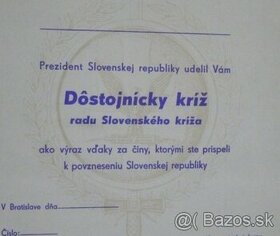 Prezident Slovenskej republiky udelil Vám
Dôstojnícky kríž
radu Slovenského kríža
ako výraz vďaky za činy, ktorými ste prispeli
k povzneseniu Slovenskej republiky
V Bratislave dňa
Číslo:
Bazos.sk